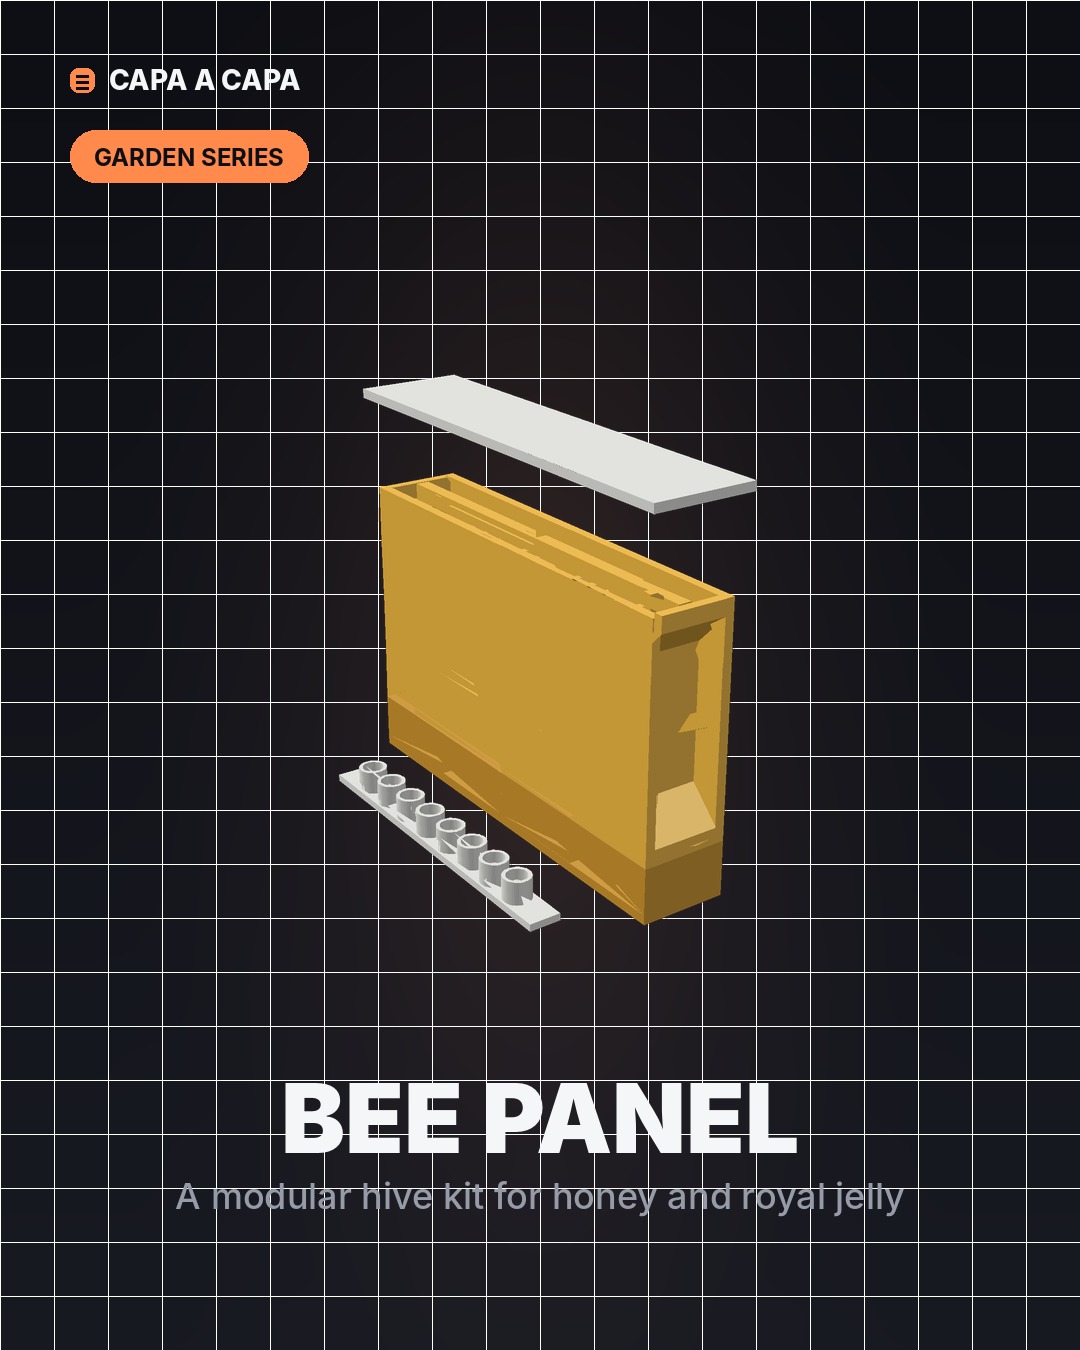 CAPA A CAPA
GARDEN SERIES
BEE PANEL
A modular hive kit for honey and royal jelly